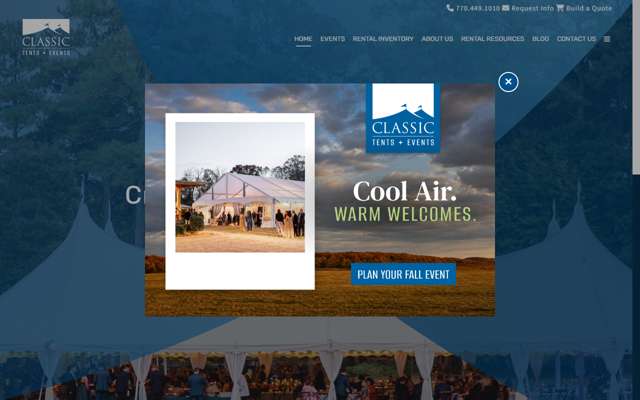 770.449.1010 Request Info Build a Quote
CLASSIC
TENTS + EVENTS
HOME EVENTS RENTAL INVENTORY ABOUT US RENTAL RESOURCES BLOG CONTACT US
CLASSIC
TENTS + EVENTS
Cool Air.
WARM WELCOMES.
PLAN YOUR FALL EVENT